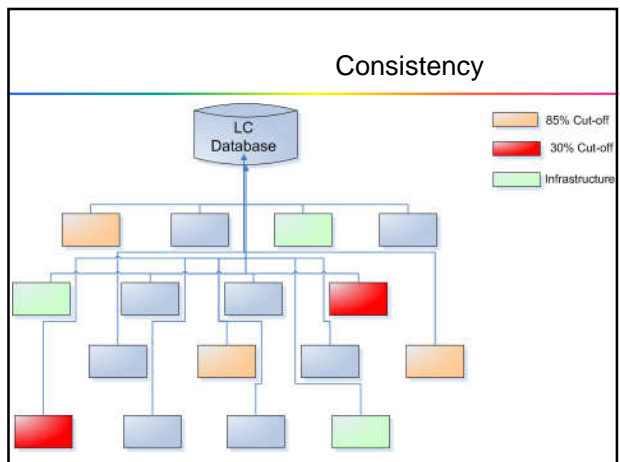 Consistency
LC
Database
85% Cut-off
30% Cut-off
Infrastructure